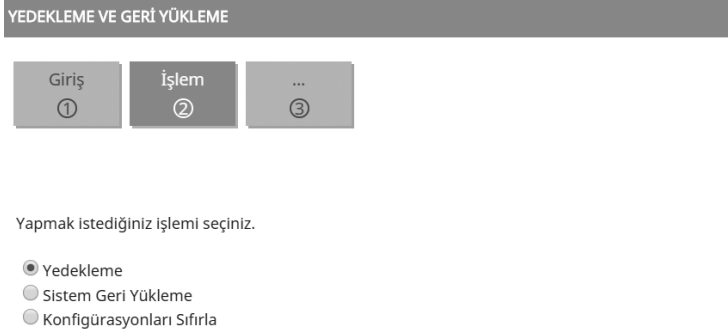 YEDEKLEME VE GERİ YÜKLEME
Giriş İşlem ...
① ② ③
Yapmak istediğiniz işlemi seçiniz.
Yedekleme
Sistem Geri Yükleme
Konfigürasyonları Sıfırla